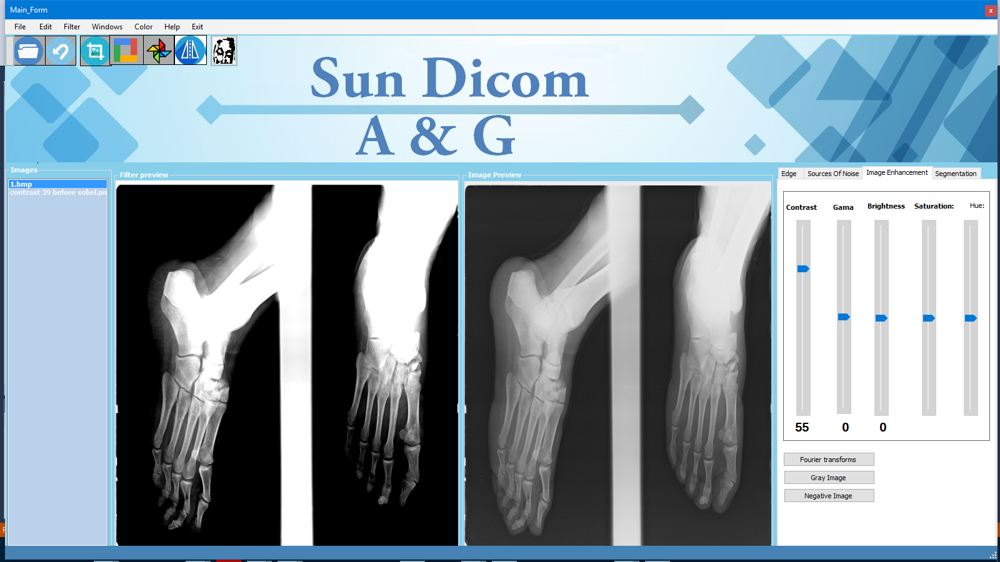 Main_Form
x
File Edit Filter Windows Color Help Exit
Sun Dicom
A & G
Images
1.bmp
contrast 39 before sobel.pn
Filter preview
Image Preview
Edge Sources Of Noise Image Enhancement Segmentation
Contrast Gama Brightness Saturation: Hue:
55 0 0
Fourier transforms
Gray Image
Negative Image